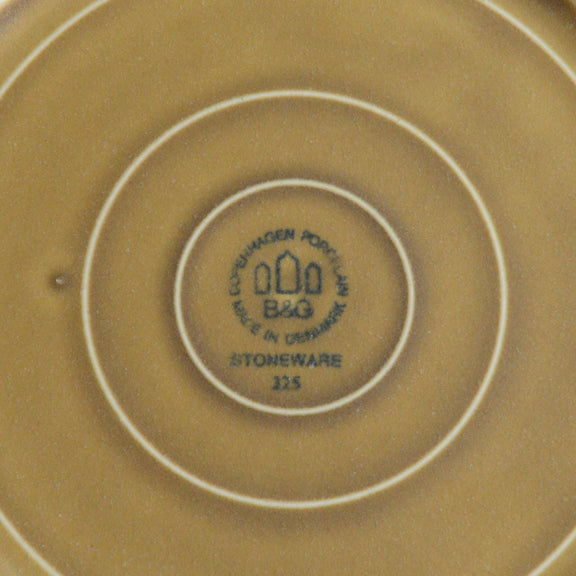 COPENHAGEN PORCELAIN
B&G
MADE IN DENMARK
STONEWARE
325